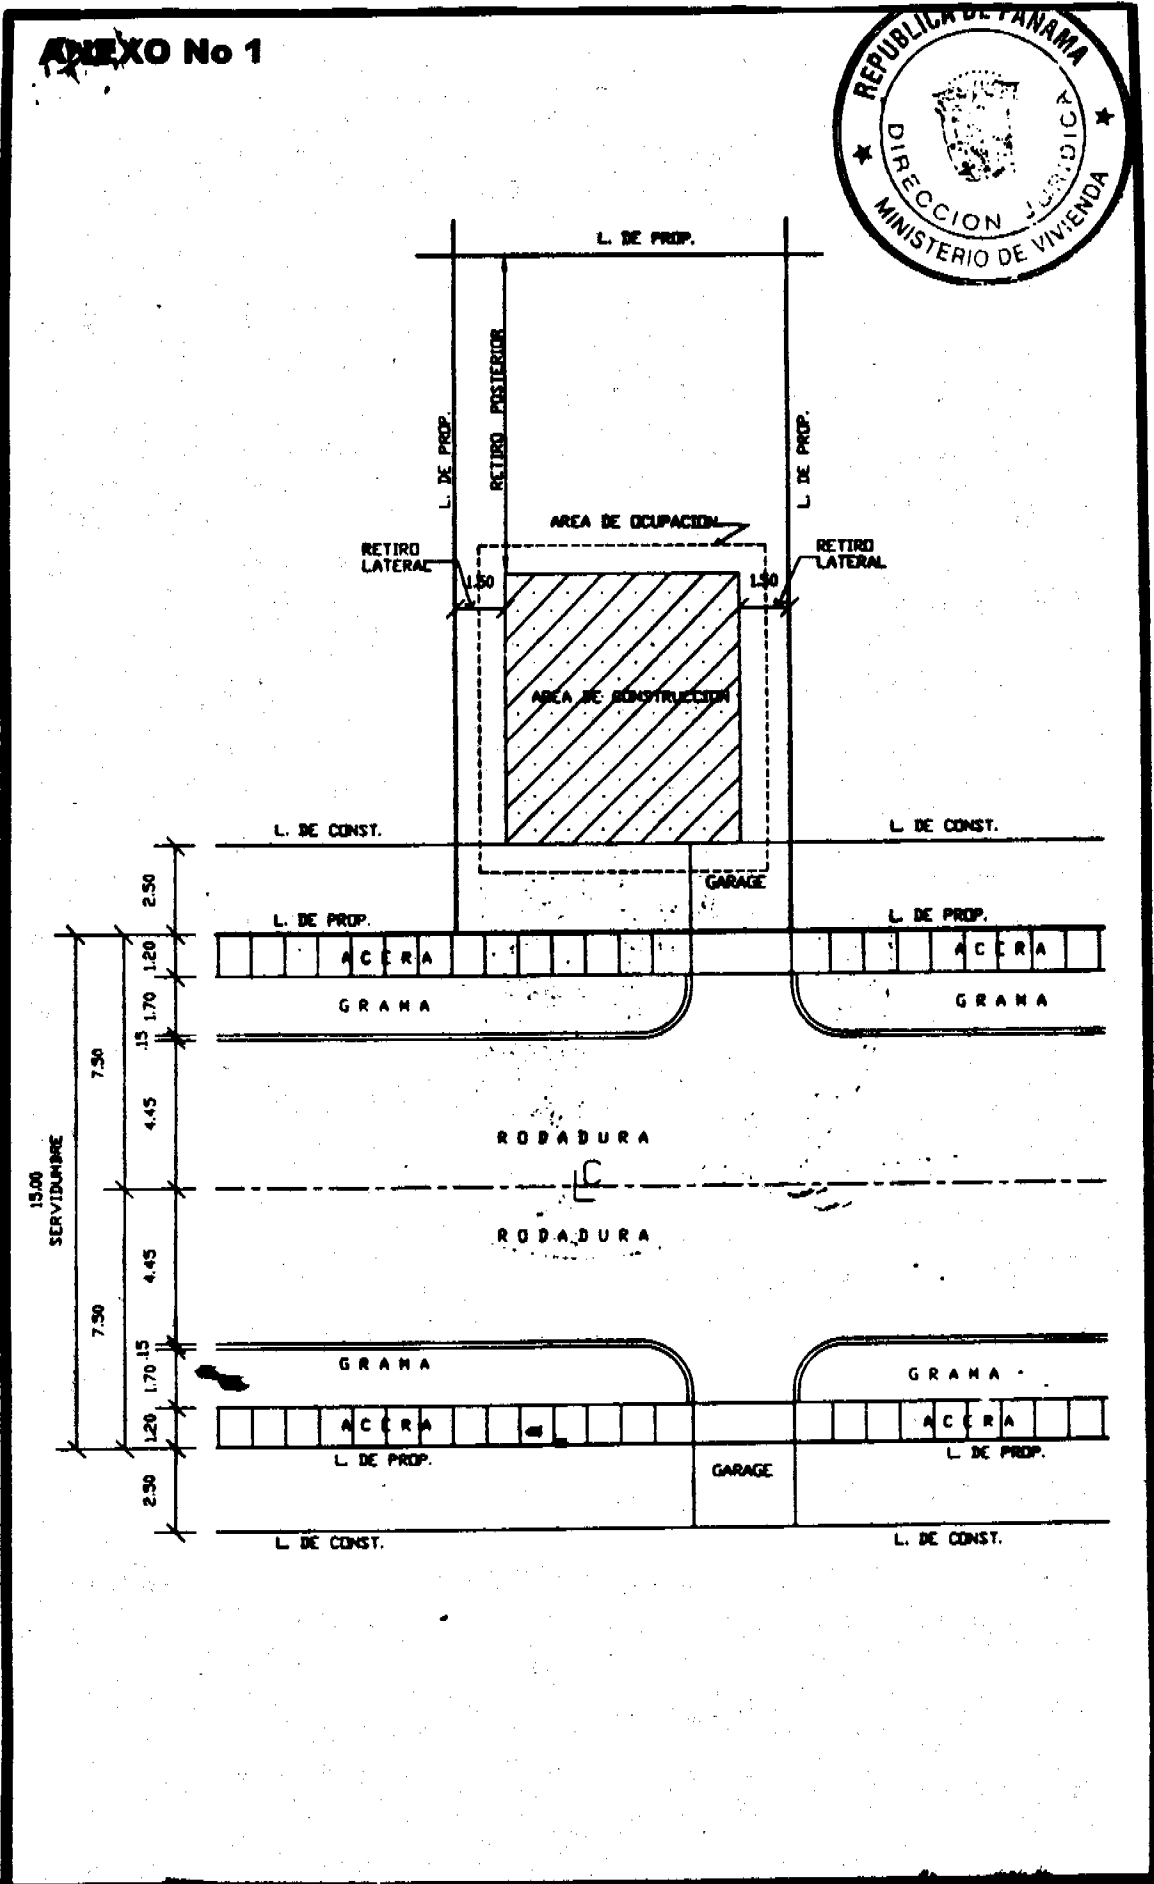 ANEXO No 1
REPUBLICA DE PANAMA
DIRECCION JURIDICA
MINISTERIO DE VIVIENDA
L. DE PROP.
RETIRO POSTERIOR
L. DE PROP.
L. DE PROP.
AREA DE OCUPACION
RETIRO
LATERAL
1.50
1.50
RETIRO
LATERAL
AREA DE CONSTRUCCION
L. DE CONST.
L. DE CONST.
2.50
GARAGE
L. DE PROP.
L. DE PROP.
1.20
ACERA
ACERA
1.70
GRAMA
GRAMA
.15
7.50
4.45
RODADURA
15.00
SERVIDUMBRE
CL
RODADURA
4.45
7.50
.15
GRAMA
GRAMA
1.70
1.20
ACERA
ACERA
L. DE PROP.
L. DE PROP.
GARAGE
2.50
L. DE CONST.
L. DE CONST.